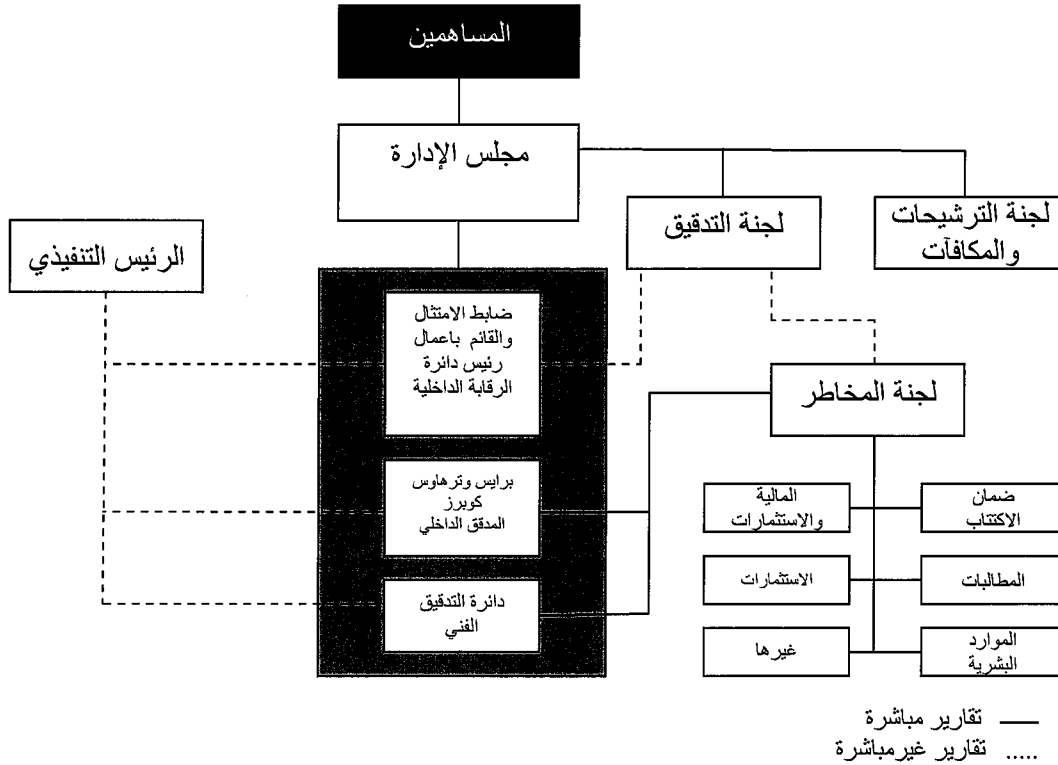 المساهمين
مجلس الإدارة
لجنة الترشيحات
والمكافآت
لجنة التدقيق
الرئيس التنفيذي
ضابط الامتثال
والقائم باعمال
رئيس دائرة
الرقابة الداخلية
لجنة المخاطر
برايس وترهاوس
كوبرز
المدقق الداخلي
ضمان
الاكتتاب
المالية
والاستثمارات
المطالبات
الاستثمارات
دائرة التدقيق
الفني
الموارد
البشرية
غيرها
تقارير مباشرة
..... تقارير غيرمباشرة